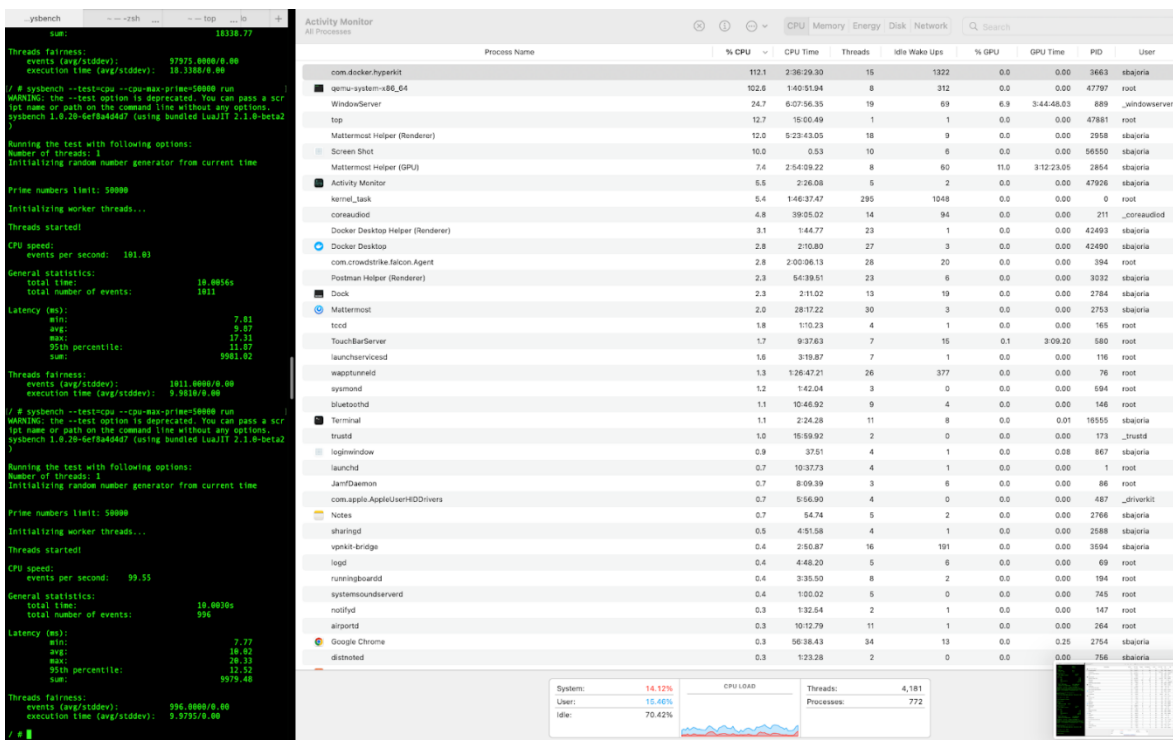 ..ysbench
~ — -zsh ...
~ — top ... io
+
sum: 18338.77
Threads fairness:
events (avg/stddev): 97975.0000/0.00
execution time (avg/stddev): 18.3388/0.00
/ # sysbench --test=cpu --cpu-max-prime=50000 run
WARNING: the --test option is deprecated. You can pass a scr
ipt name or path on the command line without any options.
sysbench 1.0.20-6ef8a4d4d7 (using bundled LuaJIT 2.1.0-beta2
)
Running the test with following options:
Number of threads: 1
Initializing random number generator from current time
Prime numbers limit: 50000
Initializing worker threads...
Threads started!
CPU speed:
events per second: 101.03
General statistics:
total time: 10.0056s
total number of events: 1011
Latency (ms):
min: 7.81
avg: 9.87
max: 17.31
95th percentile: 11.87
sum: 9981.02
Threads fairness:
events (avg/stddev): 1011.0000/0.00
execution time (avg/stddev): 9.9810/0.00
/ # sysbench --test=cpu --cpu-max-prime=50000 run
WARNING: the --test option is deprecated. You can pass a scr
ipt name or path on the command line without any options.
sysbench 1.0.20-6ef8a4d4d7 (using bundled LuaJIT 2.1.0-beta2
)
Running the test with following options:
Number of threads: 1
Initializing random number generator from current time
Prime numbers limit: 50000
Initializing worker threads...
Threads started!
CPU speed:
events per second: 99.55
General statistics:
total time: 10.0030s
total number of events: 996
Latency (ms):
min: 7.77
avg: 10.02
max: 20.33
95th percentile: 12.52
sum: 9979.48
Threads fairness:
events (avg/stddev): 996.0000/0.00
execution time (avg/stddev): 9.9795/0.00
/ #
Activity Monitor
All Processes
CPU Memory Energy Disk Network
Search
Process Name % CPU CPU Time Threads Idle Wake Ups % GPU GPU Time PID User
com.docker.hyperkit 112.1 2:36:29.30 15 1322 0.0 0.00 3663 sbajoria
qemu-system-x86_64 102.6 1:40:51.94 8 312 0.0 0.00 47797 root
WindowServer 24.7 6:07:56.35 19 69 6.9 3:44:48.03 889 _windowserver
top 12.7 15:00.49 1 1 0.0 0.00 47881 root
Mattermost Helper (Renderer) 12.0 5:23:43.05 18 9 0.0 0.00 2958 sbajoria
Screen Shot 10.0 0.53 10 6 0.0 0.00 56550 sbajoria
Mattermost Helper (GPU) 7.4 2:54:09.22 8 60 11.0 3:12:23.05 2854 sbajoria
Activity Monitor 5.5 2:26.08 5 2 0.0 0.00 47926 sbajoria
kernel_task 5.4 1:46:37.47 295 1048 0.0 0.00 0 root
coreaudiod 4.8 39:05.02 14 94 0.0 0.00 211 _coreaudiod
Docker Desktop Helper (Renderer) 3.1 1:44.77 23 1 0.0 0.00 42493 sbajoria
Docker Desktop 2.8 2:10.80 27 3 0.0 0.00 42490 sbajoria
com.crowdstrike.falcon.Agent 2.8 2:00:06.13 28 20 0.0 0.00 394 root
Postman Helper (Renderer) 2.3 54:39.51 23 6 0.0 0.00 3032 sbajoria
Dock 2.3 2:11.02 13 19 0.0 0.00 2784 sbajoria
Mattermost 2.0 28:17.22 30 3 0.0 0.00 2753 sbajoria
tccd 1.8 1:10.23 4 1 0.0 0.00 165 root
TouchBarServer 1.7 9:37.63 7 15 0.1 3:09.20 580 root
launchservicesd 1.6 3:19.87 7 1 0.0 0.00 116 root
wapptunneld 1.3 1:26:47.21 26 377 0.0 0.00 76 root
sysmond 1.2 1:42.04 3 0 0.0 0.00 594 root
bluetoothd 1.1 10:46.92 9 4 0.0 0.00 146 root
Terminal 1.1 2:24.28 11 8 0.0 0.01 16555 sbajoria
trustd 1.0 15:59.92 2 0 0.0 0.00 173 _trustd
loginwindow 0.9 37.51 4 1 0.0 0.08 867 sbajoria
launchd 0.7 10:37.73 4 1 0.0 0.00 1 root
JamfDaemon 0.7 8:09.39 3 6 0.0 0.00 86 root
com.apple.AppleUserHIDDrivers 0.7 5:56.90 4 0 0.0 0.00 487 _driverkit
Notes 0.7 54.74 5 2 0.0 0.00 2766 sbajoria
sharingd 0.5 4:51.58 4 1 0.0 0.00 2588 sbajoria
vpnkit-bridge 0.4 2:50.87 16 191 0.0 0.00 3594 sbajoria
logd 0.4 4:48.20 5 6 0.0 0.00 69 root
runningboardd 0.4 3:35.50 8 2 0.0 0.00 194 root
systemsoundserverd 0.4 1:00.02 5 0 0.0 0.00 745 root
notifyd 0.3 1:32.54 2 1 0.0 0.00 147 root
airportd 0.3 10:12.79 11 1 0.0 0.00 264 root
Google Chrome 0.3 56:38.43 34 13 0.0 0.25 2754 sbajoria
distnoted 0.3 1:23.28 2 0 0.0 0.00 756 sbajoria
System: 14.12% CPU LOAD Threads: 4,181
User: 15.46% Processes: 772
Idle: 70.42%